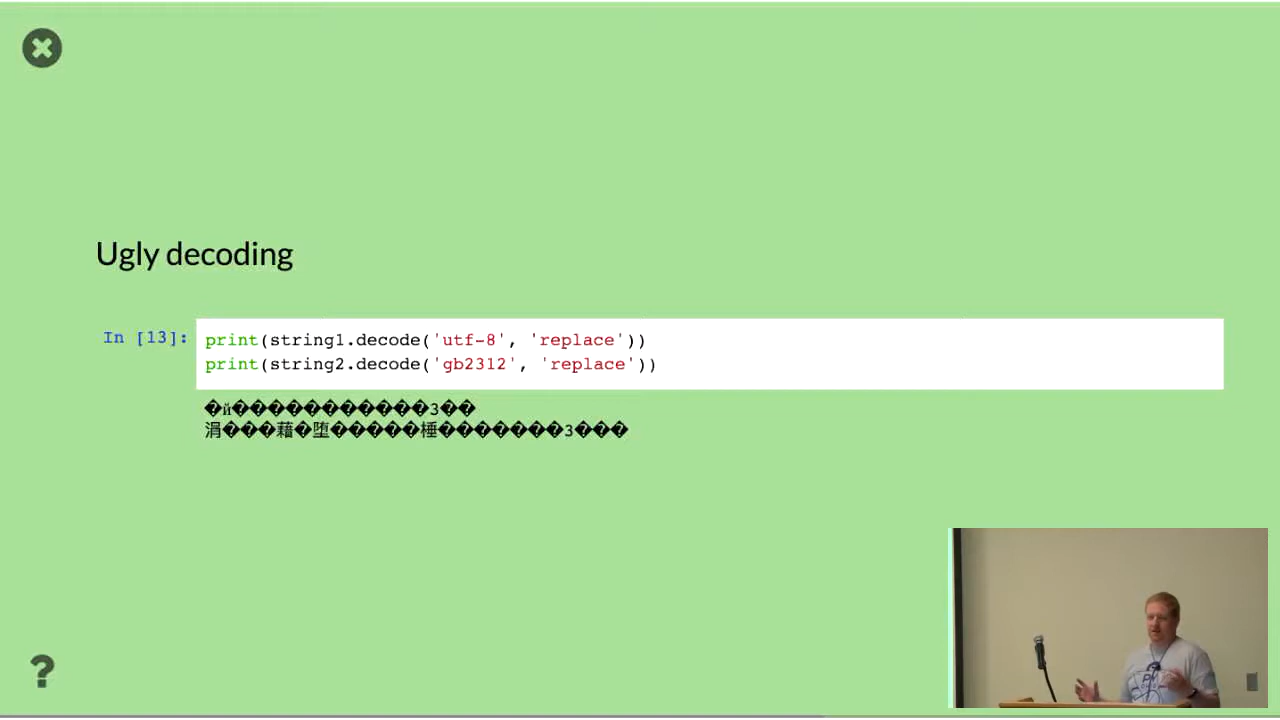 Ugly decoding
In [13]:
print(string1.decode('utf-8', 'replace'))
print(string2.decode('gb2312', 'replace'))
�й�����������3��
涓���藉�堕�����棰�������3���
?